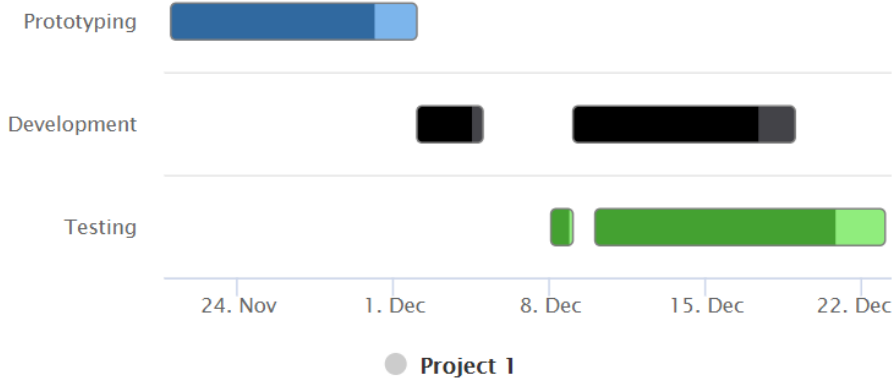 Prototyping
Development
Testing
24. Nov 1. Dec 8. Dec 15. Dec 22. Dec
Project 1